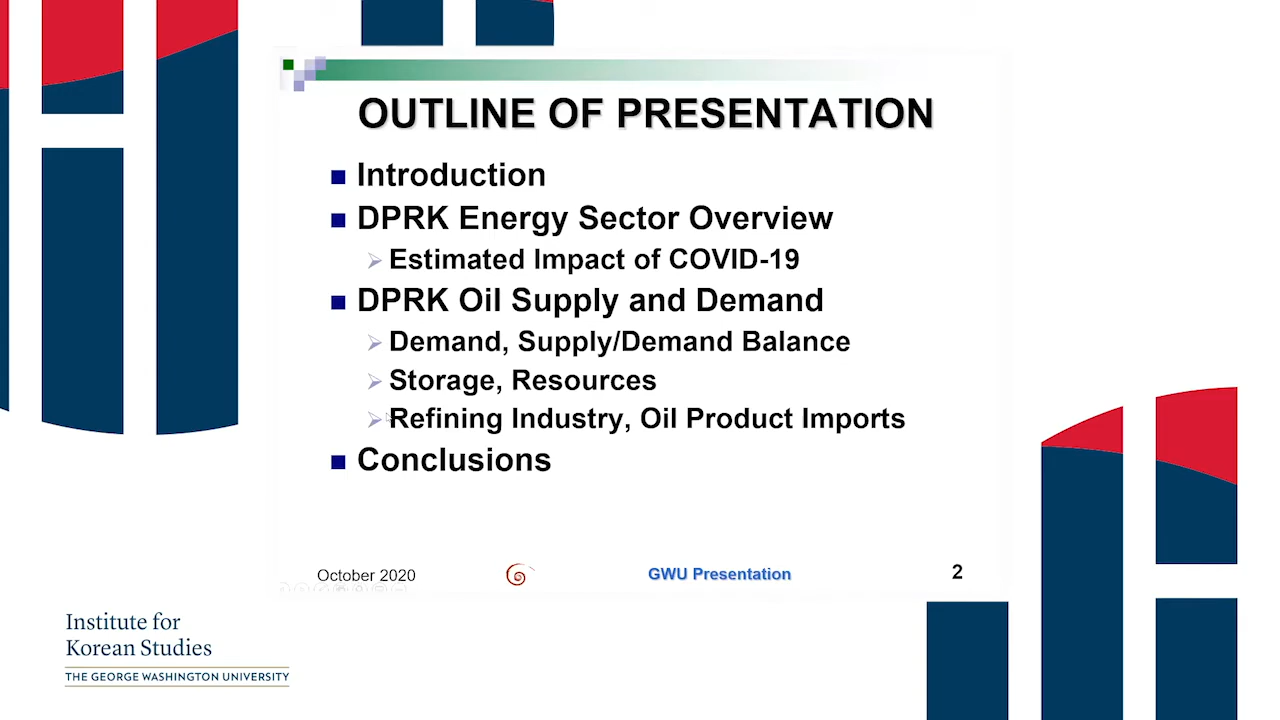 OUTLINE OF PRESENTATION
Introduction
DPRK Energy Sector Overview
Estimated Impact of COVID-19
DPRK Oil Supply and Demand
Demand, Supply/Demand Balance
Storage, Resources
Refining Industry, Oil Product Imports
Conclusions
October 2020
GWU Presentation
2
Institute for
Korean Studies
THE GEORGE WASHINGTON UNIVERSITY